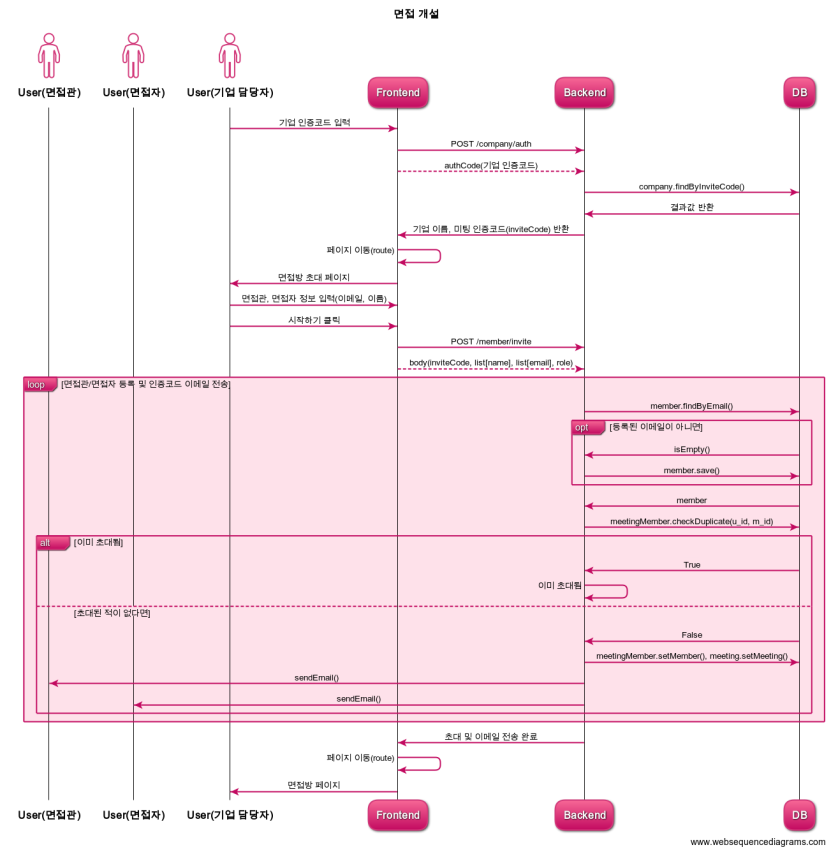 면접 개설
User(면접관)
User(면접자)
User(기업 담당자)
Frontend
Backend
DB
기업 인증코드 입력
POST /company/auth
authCode(기업 인증코드)
company.findByInviteCode()
결과값 반환
기업 이름, 미팅 인증코드(inviteCode) 반환
페이지 이동(route)
면접방 초대 페이지
면접관, 면접자 정보 입력(이메일, 이름)
시작하기 클릭
POST /member/invite
body(inviteCode, list[name], list[email], role)
loop
[면접관/면접자 등록 및 인증코드 이메일 전송]
member.findByEmail()
opt
[등록된 이메일이 아니면]
isEmpty()
member.save()
member
meetingMember.checkDuplicate(u_id, m_id)
alt
[이미 초대됨]
True
이미 초대됨
[초대된 적이 없다면]
False
meetingMember.setMember(), meeting.setMeeting()
sendEmail()
sendEmail()
초대 및 이메일 전송 완료
페이지 이동(route)
면접방 페이지
User(면접관)
User(면접자)
User(기업 담당자)
Frontend
Backend
DB
www.websequencediagrams.com